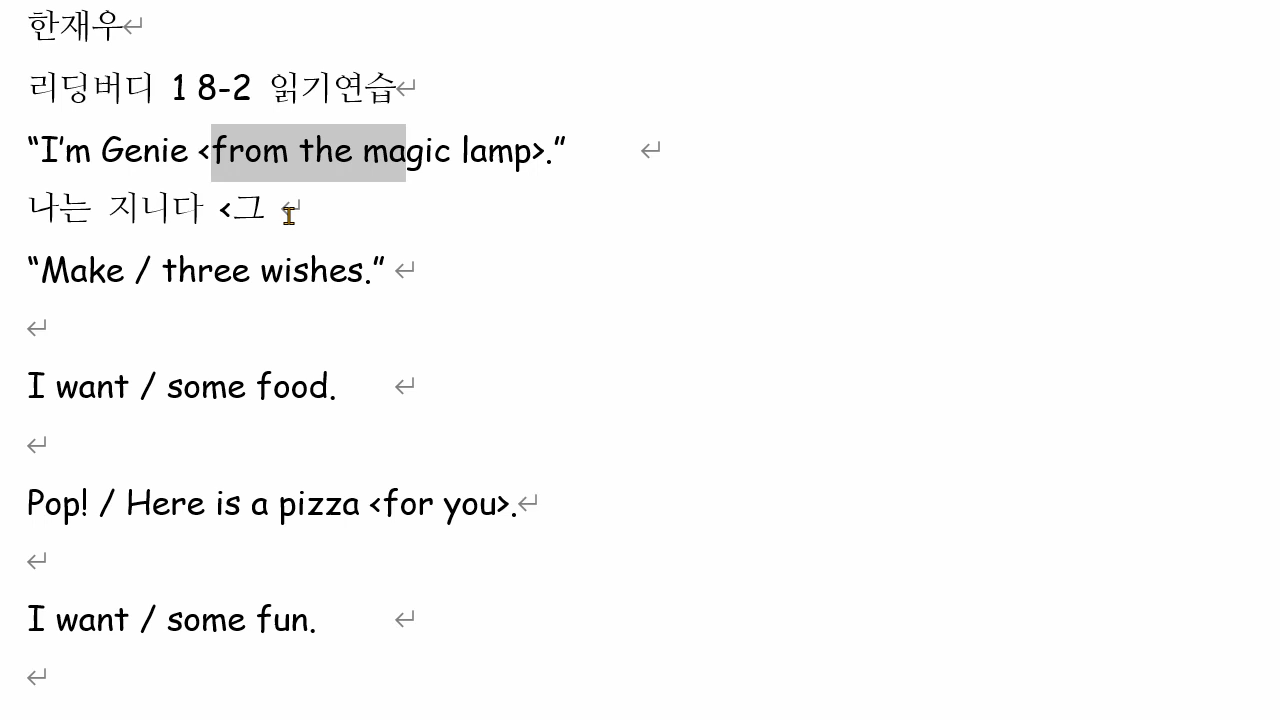 한재우
리딩버디 1 8-2 읽기연습
“I’m Genie <from the magic lamp>.”
나는 지니다 <그
“Make / three wishes.”
I want / some food.
Pop! / Here is a pizza <for you>.
I want / some fun.